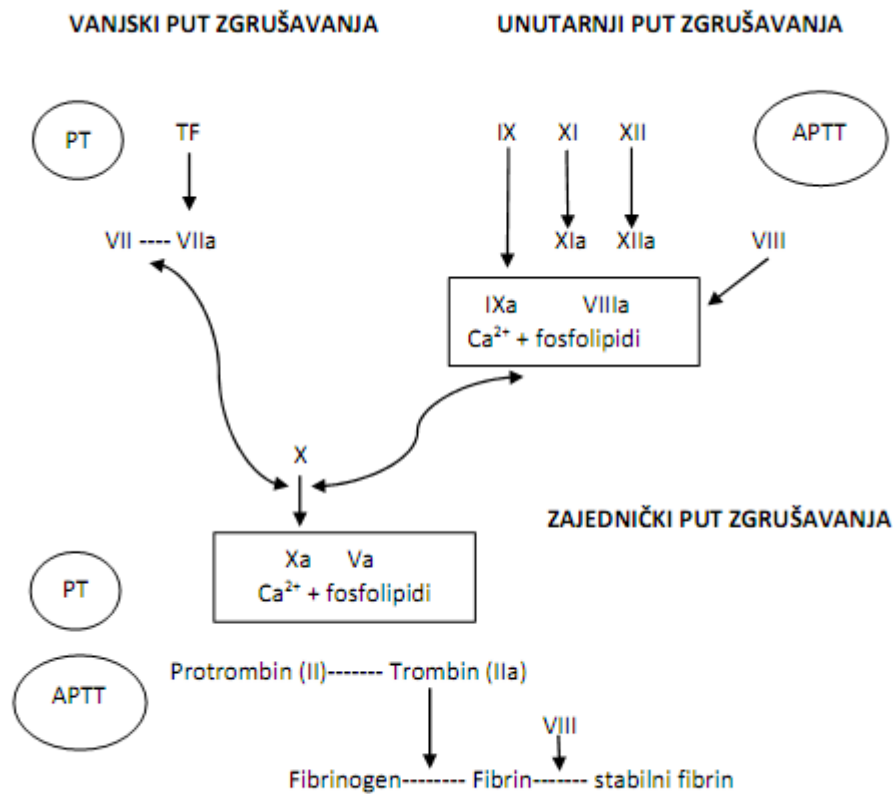 VANJSKI PUT ZGRUŠAVANJA UNUTARNJI PUT ZGRUŠAVANJA
PT TF IX XI XII APTT
VII ---- VIIa XIa XIIa VIII
IXa VIIIa
Ca²⁺ + fosfolipidi
X
ZAJEDNIČKI PUT ZGRUŠAVANJA
Xa Va
PT Ca²⁺ + fosfolipidi
Protrombin (II)------- Trombin (IIa)
APTT
VIII
Fibrinogen-------- Fibrin------- stabilni fibrin